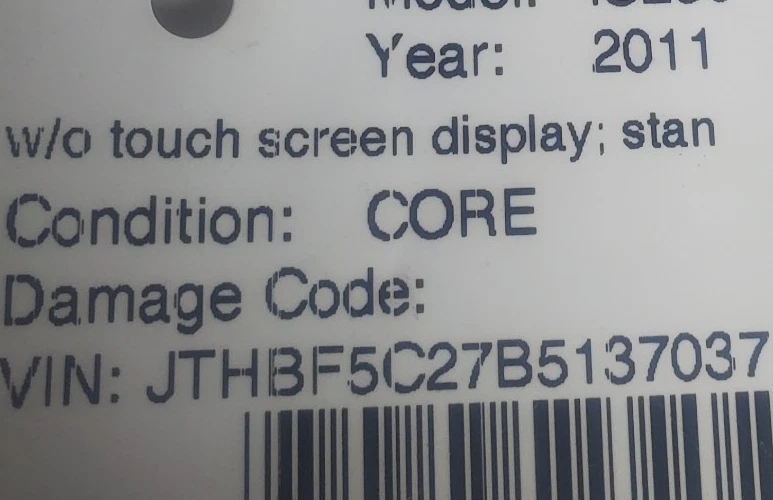 Year: 2011
w/o touch screen display; stan
Condition: CORE
Damage Code:
VIN: JTHBF5C27B5137037